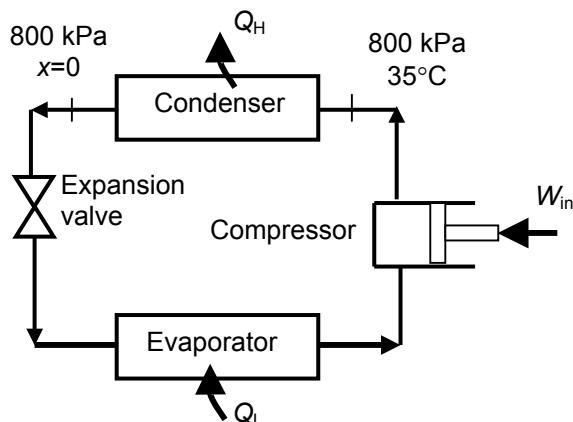 Q_H
800 kPa
x=0
800 kPa
35°C
Condenser
Expansion
valve
Compressor
W_in
Evaporator
Q_L